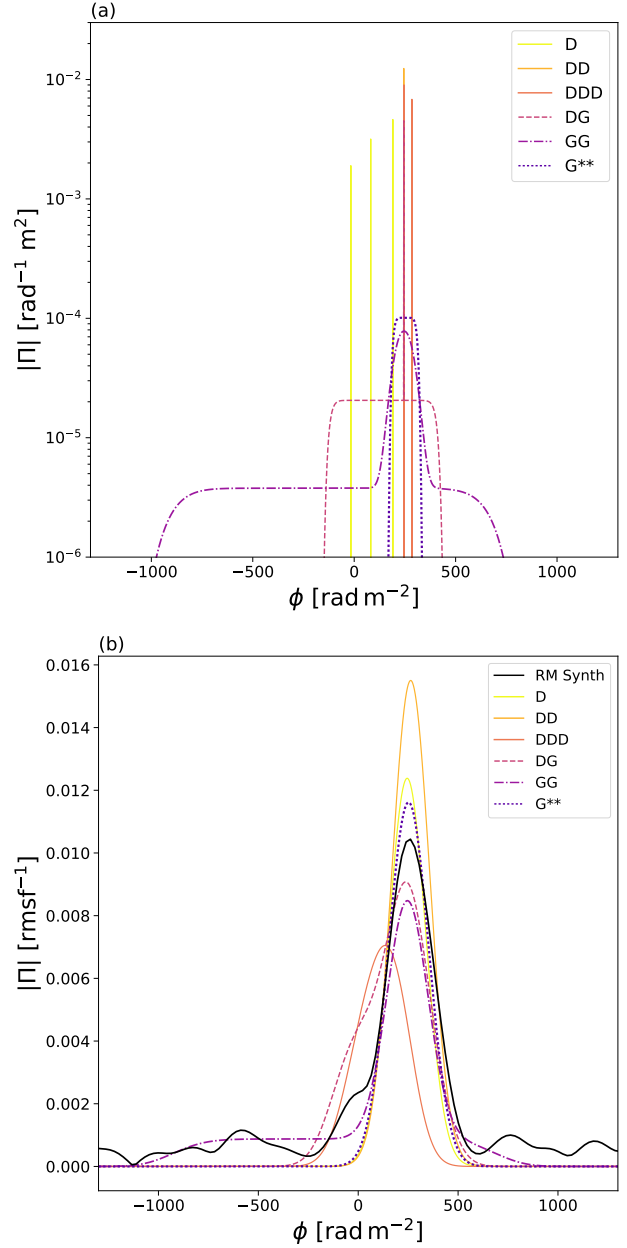 (a)
10⁻²
10⁻³
10⁻⁴
10⁻⁵
10⁻⁶
|Π| [rad⁻¹ m²]
D
DD
DDD
DG
GG
G**
−1000
−500
0
500
1000
ϕ [rad m⁻²]
(b)
0.016
0.014
0.012
0.010
0.008
0.006
0.004
0.002
0.000
|Π| [rmsf⁻¹]
RM Synth
D
DD
DDD
DG
GG
G**
−1000
−500
0
500
1000
ϕ [rad m⁻²]